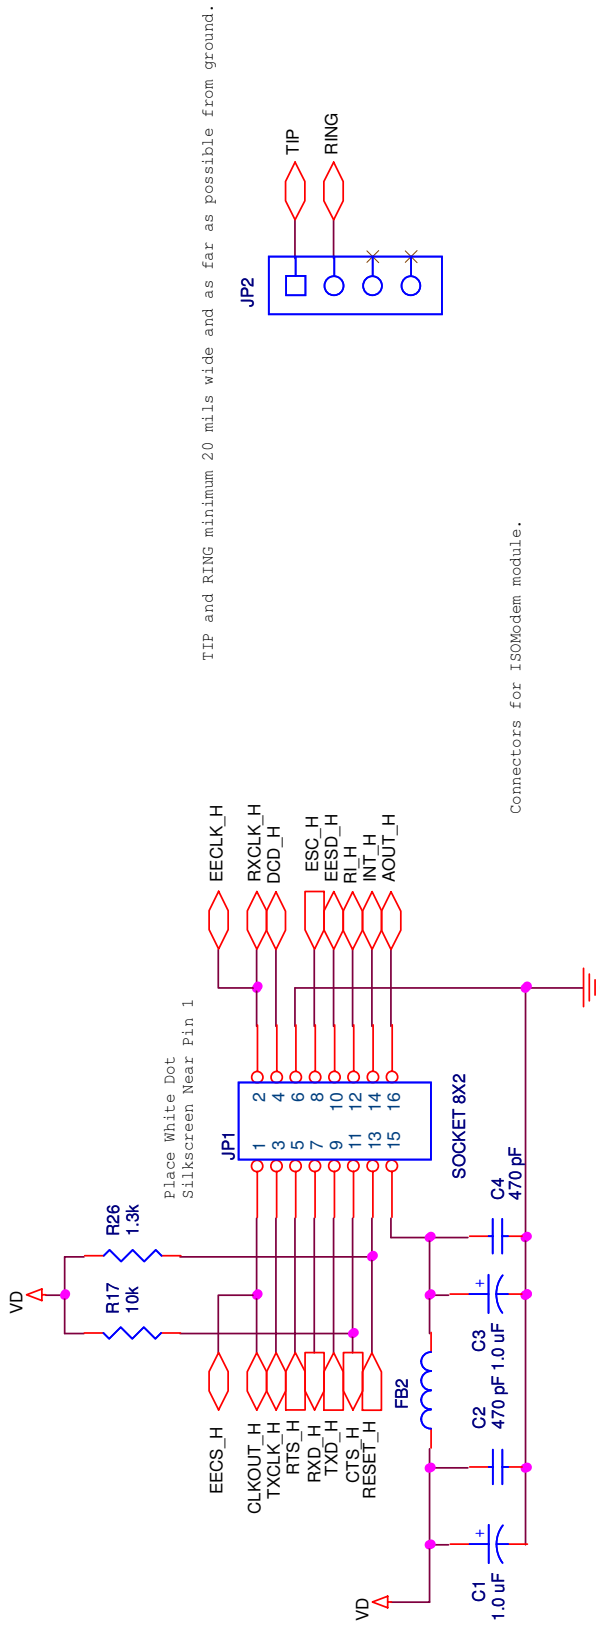 TIP and RING minimum 20 mils wide and as far as possible from ground.
TIP
RING
JP2
Connectors for ISOModem module.
EECLK_H
RXCLK_H
DCD_H
ESC_H
EESD_H
RI_H
INT_H
AOUT_H
Place White Dot
Silkscreen Near Pin 1
JP1
1 2
3 4
5 6
7 8
9 10
11 12
13 14
15 16
SOCKET 8X2
VD
R26
1.3k
R17
10k
EECS_H
CLKOUT_H
TXCLK_H
RTS_H
RXD_H
TXD_H
CTS_H
RESET_H
FB2
VD
C1
1.0 uF
+
C2
470 pF
C3
1.0 uF
+
C4
470 pF